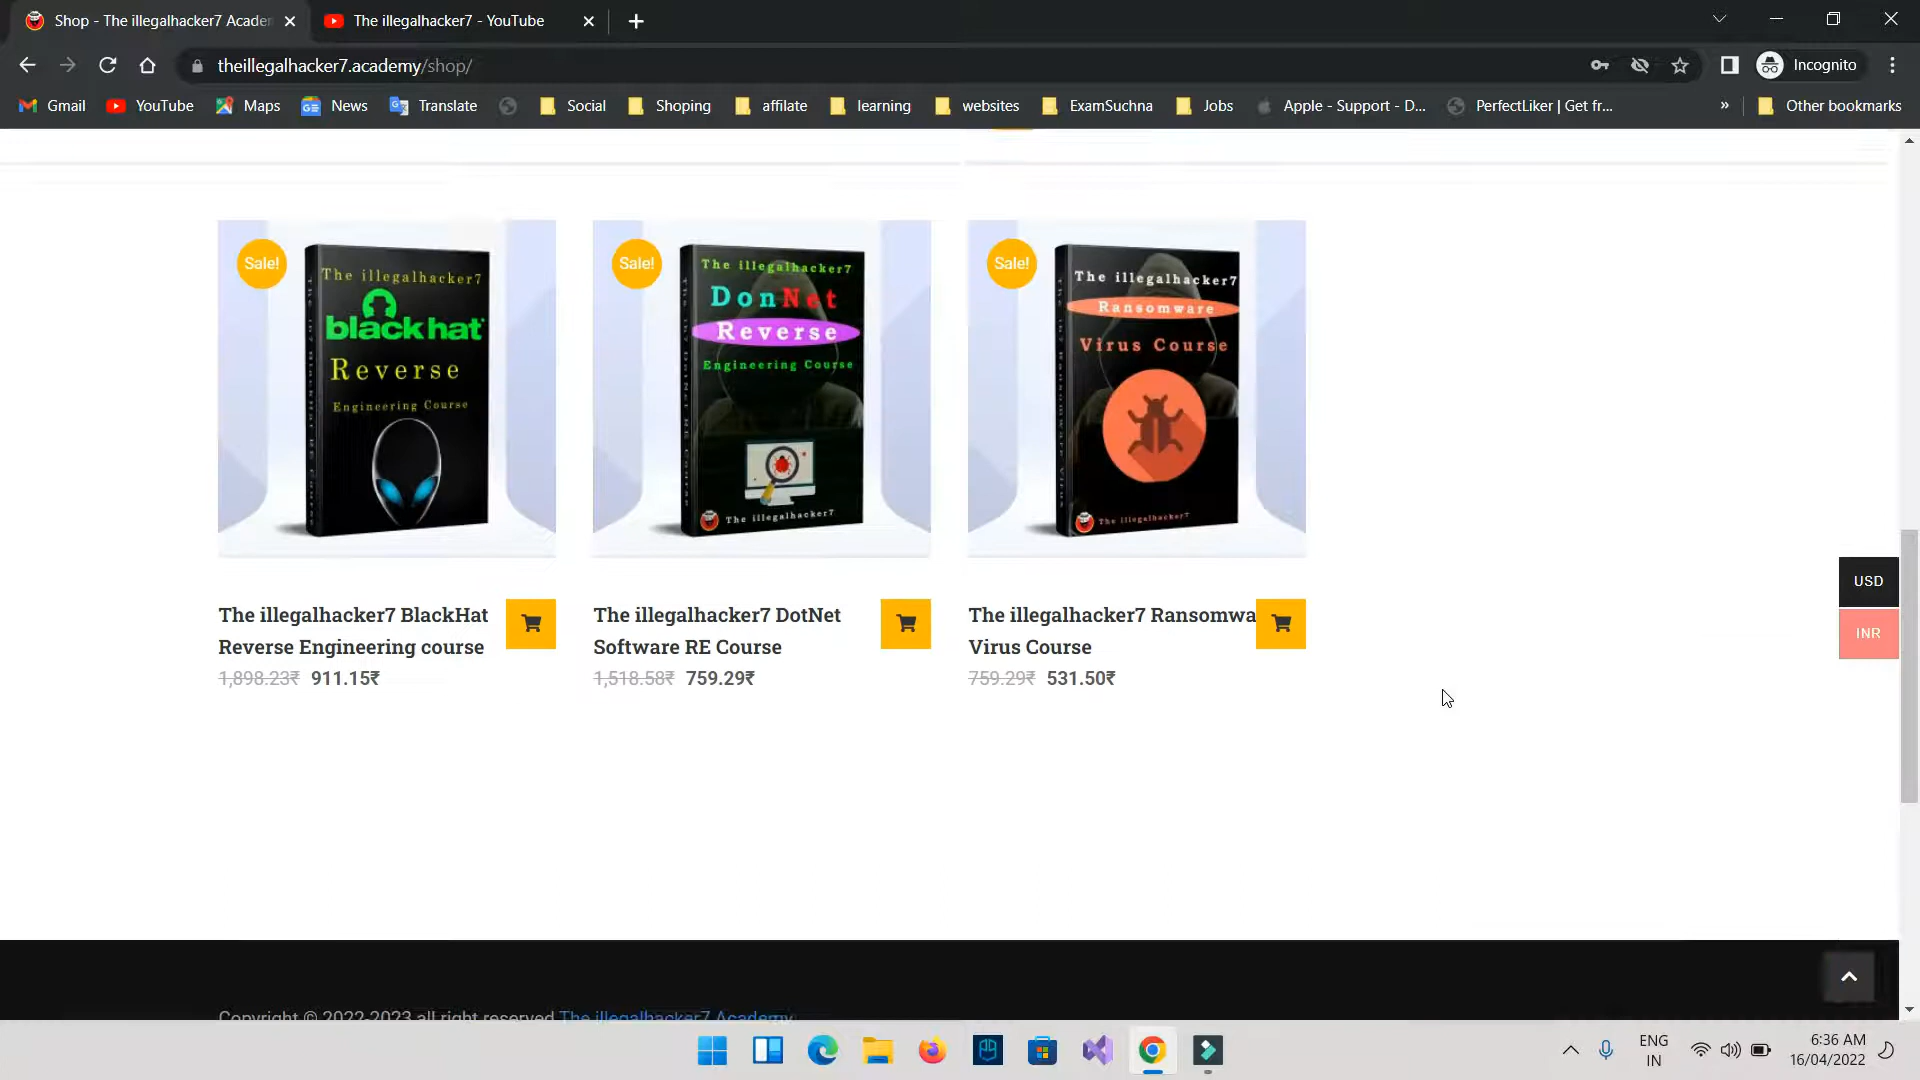 Shop - The illegalhacker7 Acade
The illegalhacker7 - YouTube
theillegalhacker7.academy/shop/
Incognito
Gmail
YouTube
Maps
News
Translate
Social
Shoping
affilate
learning
websites
ExamSuchna
Jobs
Apple - Support - D...
PerfectLiker | Get fr...
»
Other bookmarks
Sale!
The illegalhacker7
blackhat
Reverse
Engineering Course
Sale!
The illegalhacker7
DonNet
Reverse
Engineering Course
The illegalhacker7
Sale!
The illegalhacker7
Ransomware
Virus Course
The illegalhacker7
The illegalhacker7 BlackHat
Reverse Engineering course
1,898.23₹ 911.15₹
The illegalhacker7 DotNet
Software RE Course
1,518.58₹ 759.29₹
The illegalhacker7 Ransomwa
Virus Course
759.29₹ 531.50₹
USD
INR
Copyright © 2022-2023 all right reserved The illegalhacker7 Academy
ENG
IN
6:36 AM
16/04/2022